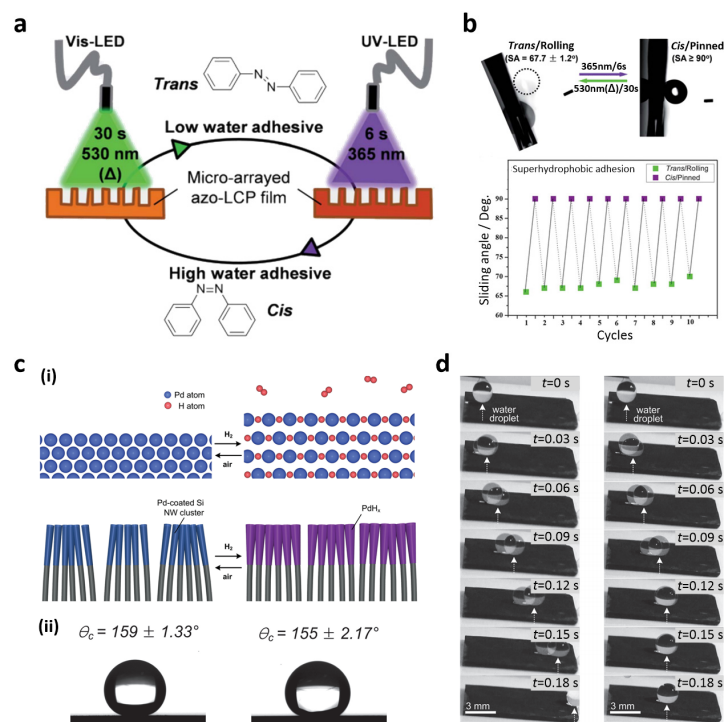 a
Vis-LED
UV-LED
Trans
N
N
30 s
530 nm
(Δ)
Low water adhesive
6 s
365 nm
Micro-arrayed
azo-LCP film
High water adhesive
N=N
Cis
b
Trans/Rolling
(SA = 67.7 ± 1.2º)
365nm/6s
530nm(Δ)/30s
Cis/Pinned
(SA ≥ 90º)
Superhydrophobic adhesion
Trans/Rolling
Cis/Pinned
Sliding angle / Deg.
90
85
80
75
70
65
60
1 2 3 4 5 6 7 8 9 10
Cycles
c
(i)
Pd atom
H atom
H₂
air
Pd-coated Si
NW cluster
PdHₓ
H₂
air
(ii)
θc = 159 ± 1.33°
θc = 155 ± 2.17°
d
t=0 s
water
droplet
t=0.03 s
t=0.06 s
t=0.09 s
t=0.12 s
t=0.15 s
t=0.18 s
3 mm
t=0 s
water
droplet
t=0.03 s
t=0.06 s
t=0.09 s
t=0.12 s
t=0.15 s
t=0.18 s
3 mm